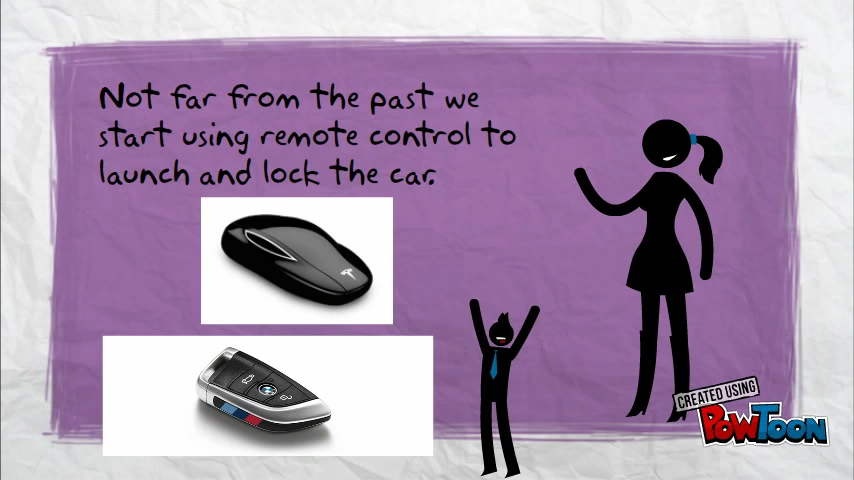 Not far from the past we
start using remote control to
launch and lock the car.
CREATED USING
POWTOON